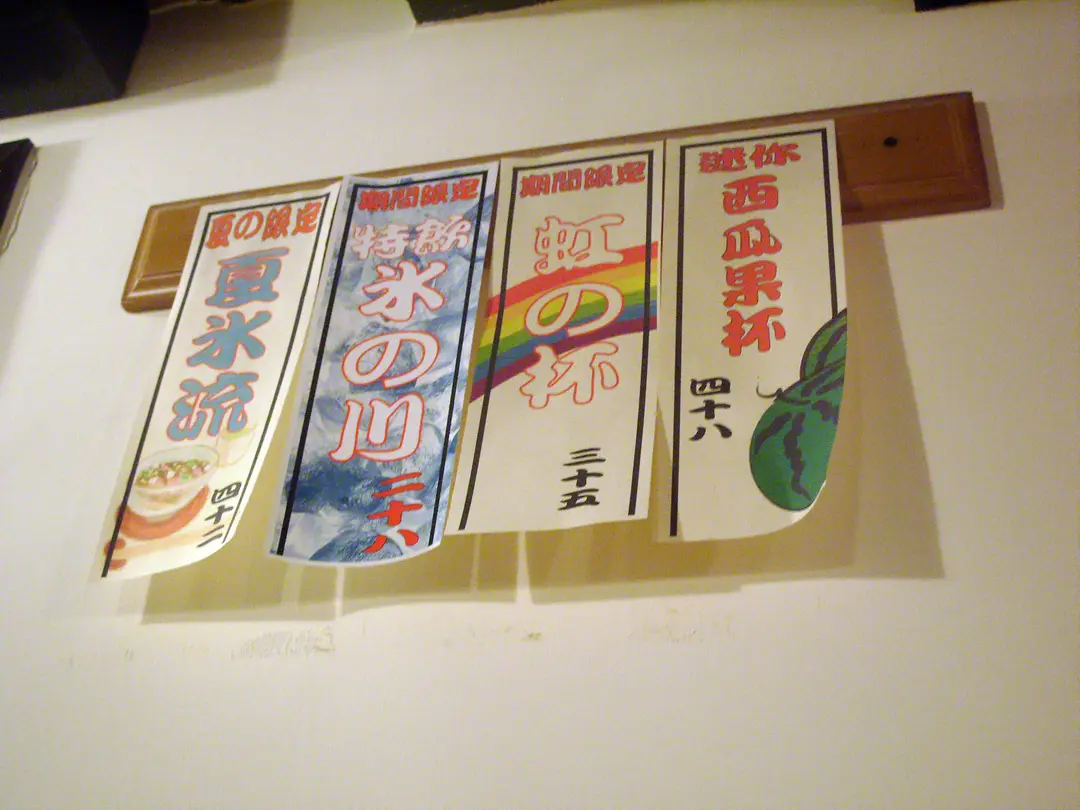 夏の限定
夏氷流
四十二
期間限定
特飲
氷の川
二十八
期間限定
虹の杯
三十五
迷你
西瓜果杯
四十八